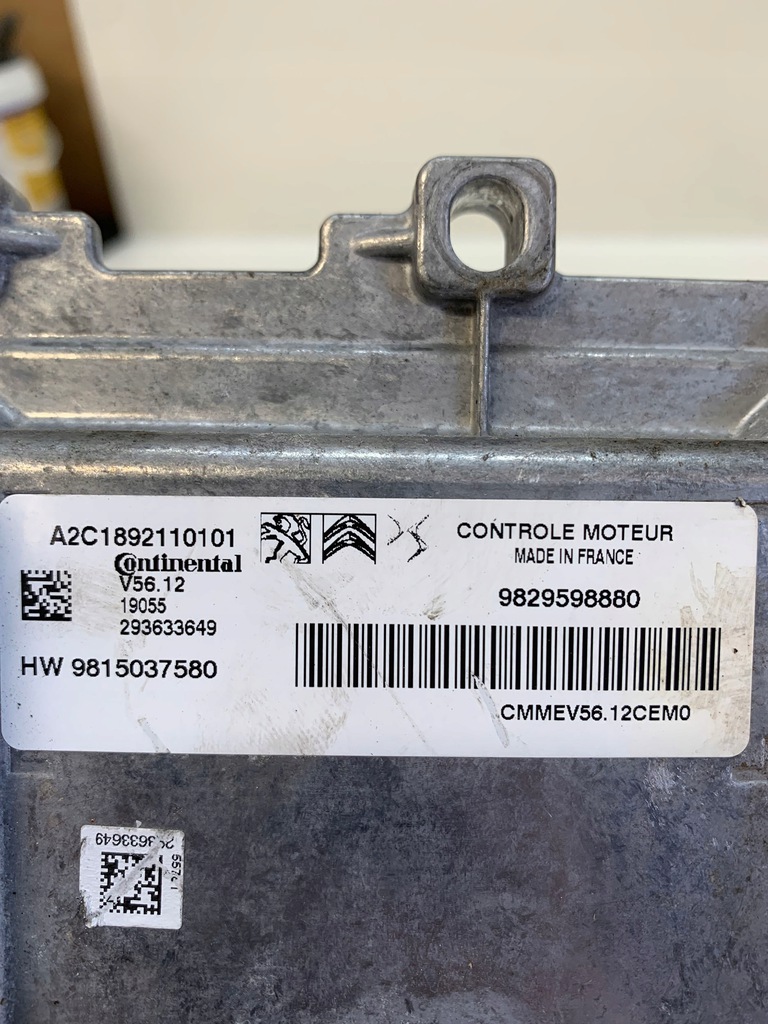 A2C1892110101
Continental
V56.12
19055
293633649
HW 9815037580
CONTROLE MOTEUR
MADE IN FRANCE
9829598880
CMMEV56.12CEM0